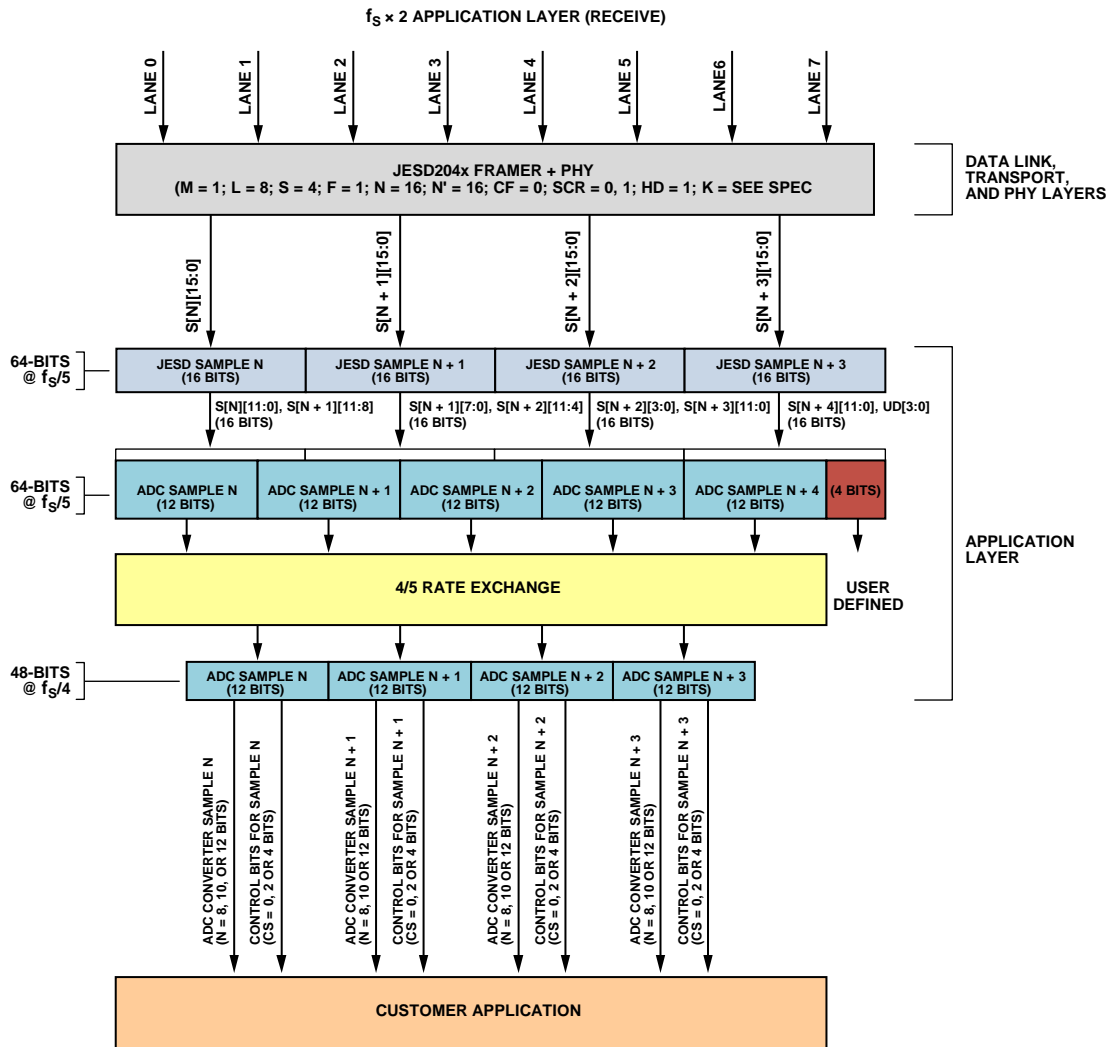 fS × 2 APPLICATION LAYER (RECEIVE)
LANE 0
LANE 1
LANE 2
LANE 3
LANE 4
LANE 5
LANE6
LANE 7
JESD204x FRAMER + PHY
(M = 1; L = 8; S = 4; F = 1; N = 16; N' = 16; CF = 0; SCR = 0, 1; HD = 1; K = SEE SPEC
DATA LINK,
TRANSPORT,
AND PHY LAYERS
S[N][15:0]
S[N + 1][15:0]
S[N + 2][15:0]
S[N + 3][15:0]
64-BITS
@ fS/5
JESD SAMPLE N
(16 BITS)
JESD SAMPLE N + 1
(16 BITS)
JESD SAMPLE N + 2
(16 BITS)
JESD SAMPLE N + 3
(16 BITS)
S[N][11:0], S[N + 1][11:8]
(16 BITS)
S[N + 1][7:0], S[N + 2][11:4]
(16 BITS)
S[N + 2][3:0], S[N + 3][11:0]
(16 BITS)
S[N + 4][11:0], UD[3:0]
(16 BITS)
64-BITS
@ fS/5
ADC SAMPLE N
(12 BITS)
ADC SAMPLE N + 1
(12 BITS)
ADC SAMPLE N + 2
(12 BITS)
ADC SAMPLE N + 3
(12 BITS)
ADC SAMPLE N + 4
(12 BITS)
(4 BITS)
APPLICATION
LAYER
4/5 RATE EXCHANGE
USER
DEFINED
48-BITS
@ fS/4
ADC SAMPLE N
(12 BITS)
ADC SAMPLE N + 1
(12 BITS)
ADC SAMPLE N + 2
(12 BITS)
ADC SAMPLE N + 3
(12 BITS)
ADC CONVERTER SAMPLE N
(N = 8, 10, OR 12 BITS)
CONTROL BITS FOR SAMPLE N
(CS = 0, 2 OR 4 BITS)
ADC CONVERTER SAMPLE N + 1
(N = 8, 10 OR 12 BITS)
CONTROL BITS FOR SAMPLE N + 1
(CS = 0, 2 OR 4 BITS)
ADC CONVERTER SAMPLE N + 2
(N = 8, 10 OR 12 BITS)
CONTROL BITS FOR SAMPLE N + 2
(CS = 0, 2 OR 4 BITS)
ADC CONVERTER SAMPLE N + 3
(N = 8, 10 OR 12 BITS)
CONTROL BITS FOR SAMPLE N + 3
(CS = 0, 2 OR 4 BITS)
CUSTOMER APPLICATION